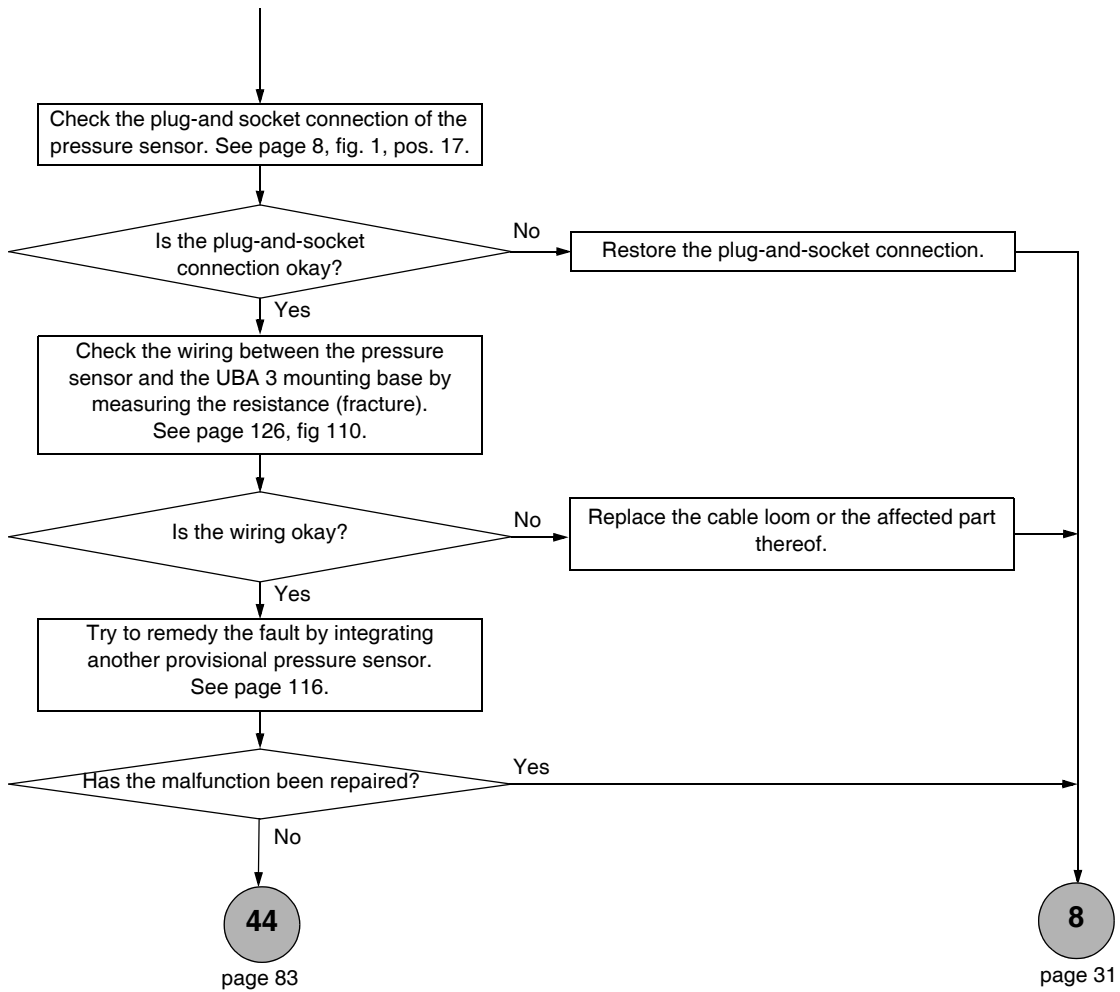 Check the plug-and socket connection of the
pressure sensor. See page 8, fig. 1, pos. 17.
Is the plug-and-socket
connection okay?
No
Restore the plug-and-socket connection.
Yes
Check the wiring between the pressure
sensor and the UBA 3 mounting base by
measuring the resistance (fracture).
See page 126, fig 110.
Is the wiring okay?
No
Replace the cable loom or the affected part
thereof.
Yes
Try to remedy the fault by integrating
another provisional pressure sensor.
See page 116.
Has the malfunction been repaired?
Yes
No
44
page 83
8
page 31